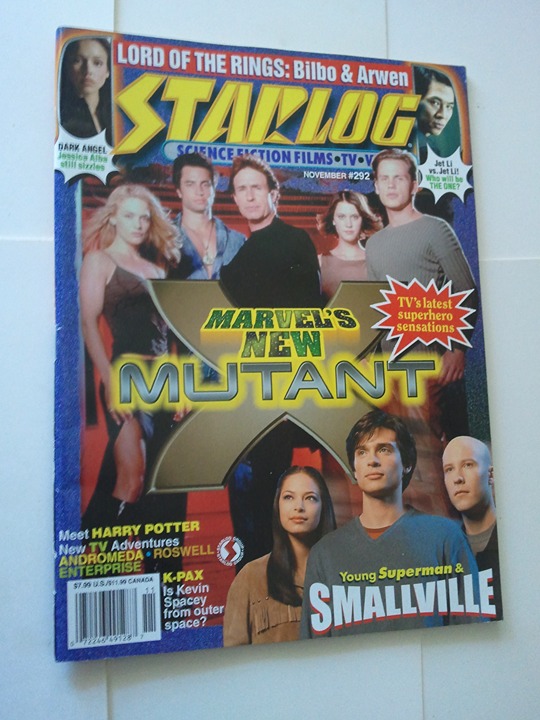 LORD OF THE RINGS: Bilbo & Arwen
STARLOG
SCIENCE FICTION FILMS • TV • V
NOVEMBER #292
DARK ANGEL
Jessica Alba
still sizzles
Jet Li
vs. Jet Li!
Who will be
THE ONE?
TV's latest
superhero
sensations
MARVEL'S
NEW
MUTANT
X
Meet HARRY POTTER
New TV Adventures
ANDROMEDA • ROSWELL
ENTERPRISE
$7.99 U.S./$11.99 CANADA
11
K-PAX
Is Kevin
Spacey
from outer
space?
Young Superman &
SMALLVILLE